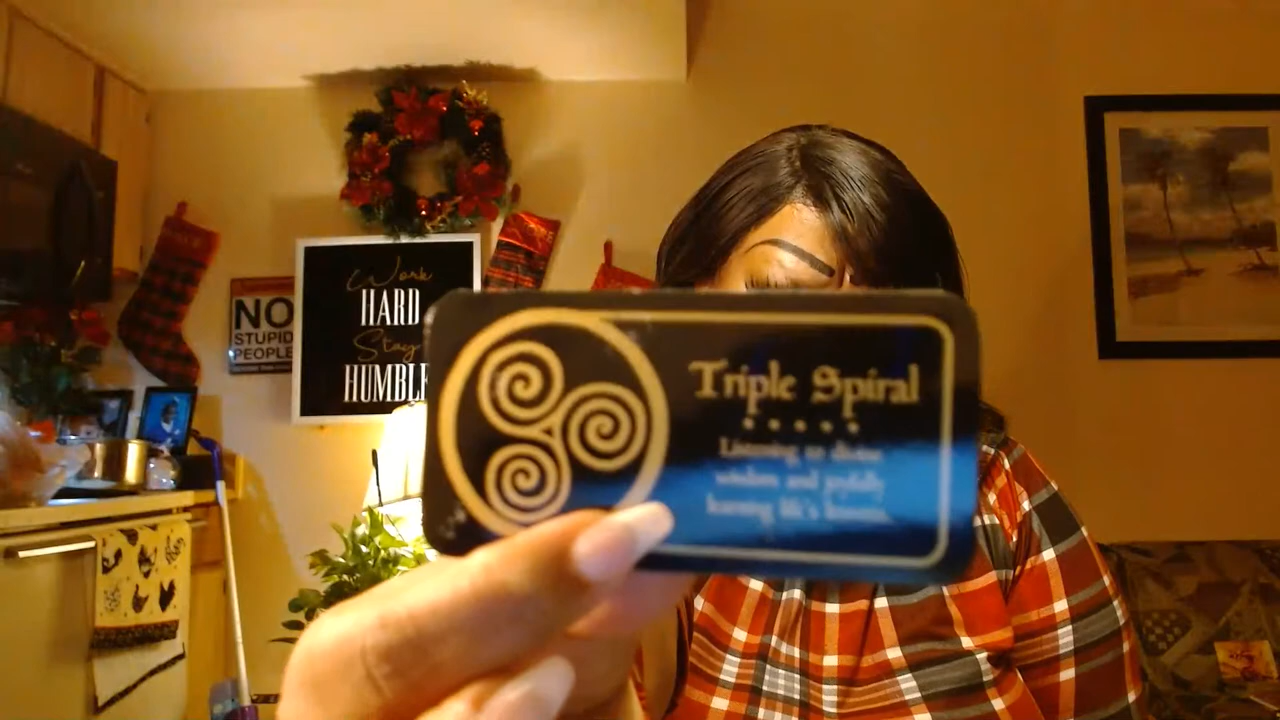 Work
HARD
Stay
HUMBLE
NO
STUPID
PEOPLE
Triple Spiral
Listening to divine
wisdom and joyfully
learning life's lessons.